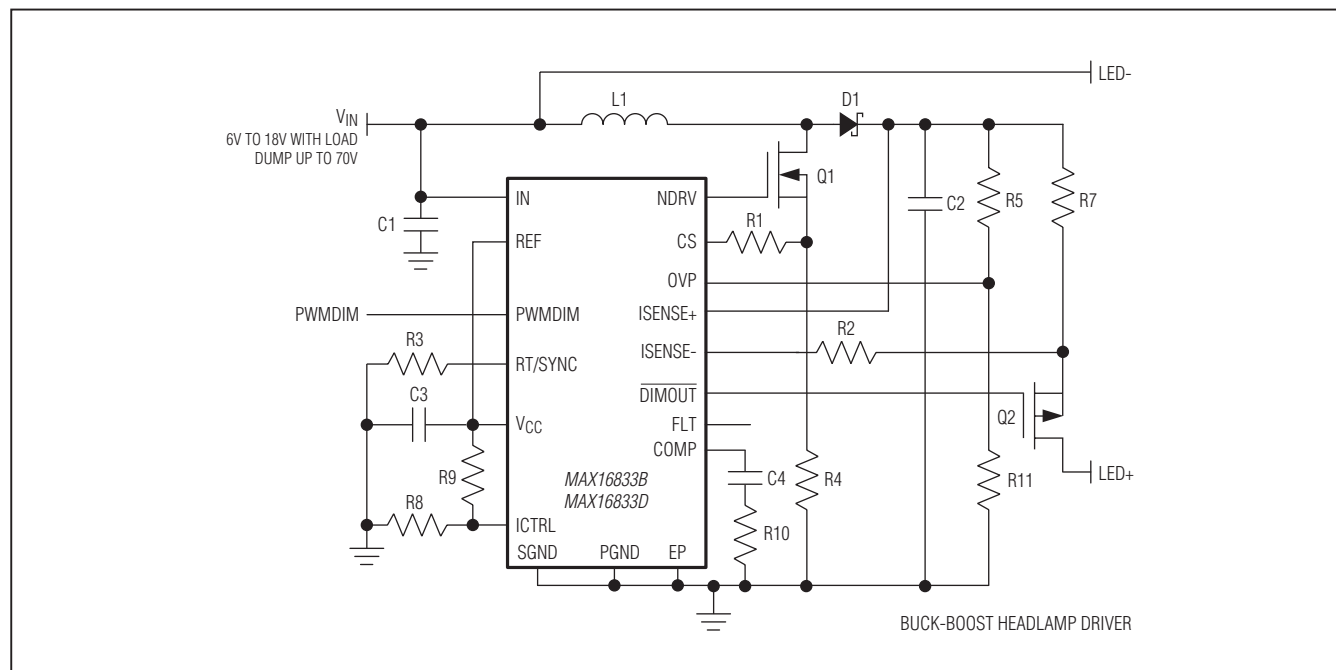 LED-
L1
D1
VIN
6V TO 18V WITH LOAD
DUMP UP TO 70V
Q1
IN
NDRV
C1
C2
R5
R7
REF
R1
CS
OVP
PWMDIM
PWMDIM
ISENSE+
R2
R3
RT/SYNC
ISENSE-
C3
DIMOUT
Q2
VCC
FLT
COMP
R9
C4
R4
R11
LED+
MAX16833B
MAX16833D
R8
ICTRL
R10
SGND
PGND
EP
BUCK-BOOST HEADLAMP DRIVER